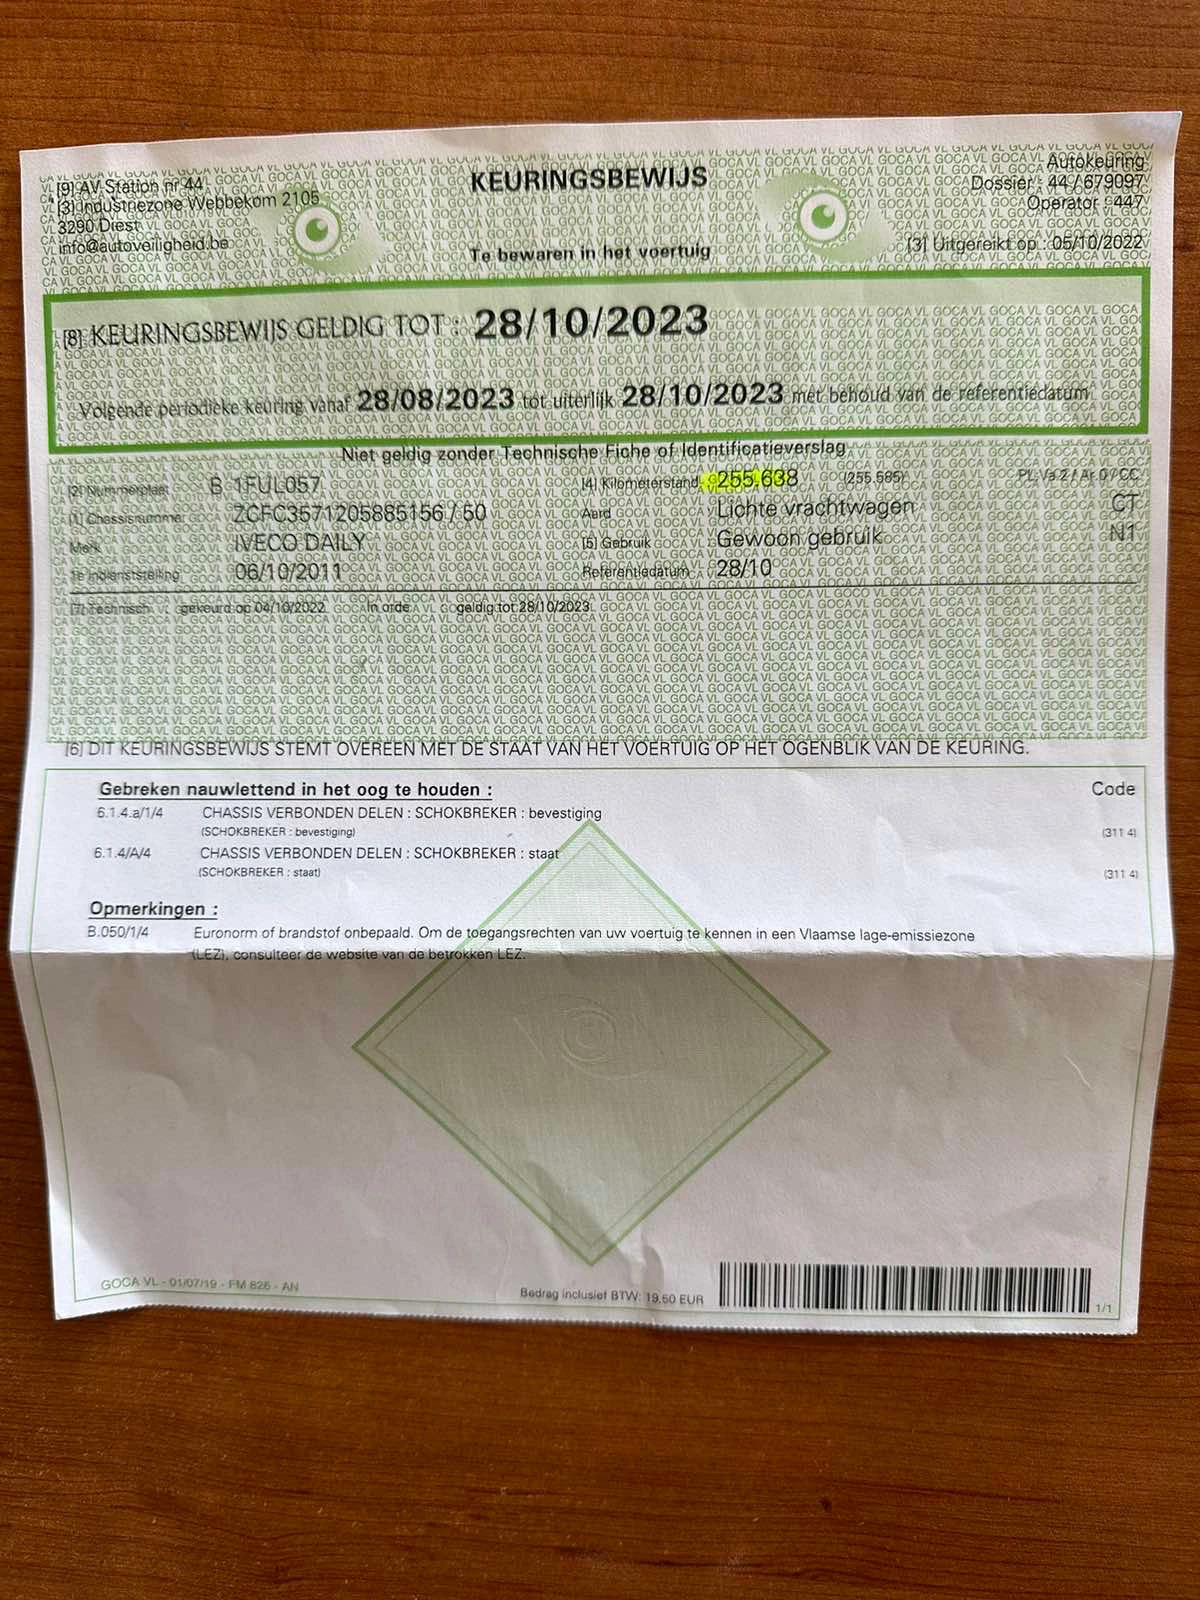 [9] AV Station nr 44
[3] Industriezone Webbekom 2105
3290 Diest
info@autoveiligheid.be
KEURINGSBEWIJS
Te bewaren in het voertuig
Autokeuring
Dossier : 44 / 679097
Operator : 447
[3] Uitgereikt op : 05/10/2022
[8] KEURINGSBEWIJS GELDIG TOT : 28/10/2023
Volgende periodieke keuring vanaf 28/08/2023 tot uiterlijk 28/10/2023 met behoud van de referentiedatum
Niet geldig zonder Technische Fiche of Identificatieverslag
[2] Nummerplaat B 1FUL057 [4] Kilometerstand 255.638 (255.585) PL.Va.2 / Ar.0 / CC
[1] Chassisnummer ZCFC3571205885156 / 50 Aard Lichte vrachtwagen CT
Merk IVECO DAILY [5] Gebruik Gewoon gebruik N1
1e indienststelling 06/10/2011 Referentiedatum 28/10
[7] Technisch gekeurd op 04/10/2022 In orde geldig tot 28/10/2023
[6] DIT KEURINGSBEWIJS STEMT OVEREEN MET DE STAAT VAN HET VOERTUIG OP HET OGENBLIK VAN DE KEURING.
Gebreken nauwlettend in het oog te houden : Code
6.1.4.a/1/4 CHASSIS VERBONDEN DELEN : SCHOKBREKER : bevestiging
(SCHOKBREKER : bevestiging) (311 4)
6.1.4/A/4 CHASSIS VERBONDEN DELEN : SCHOKBREKER : staat
(SCHOKBREKER : staat) (311 4)
Opmerkingen :
B.050/1/4 Euronorm of brandstof onbepaald. Om de toegangsrechten van uw voertuig te kennen in een Vlaamse lage-emissiezone
(LEZ), consulteer de website van de betrokken LEZ.
GOCA VL - 01/07/19 - FM 826 - AN
Bedrag inclusief BTW: 19,50 EUR
1/1